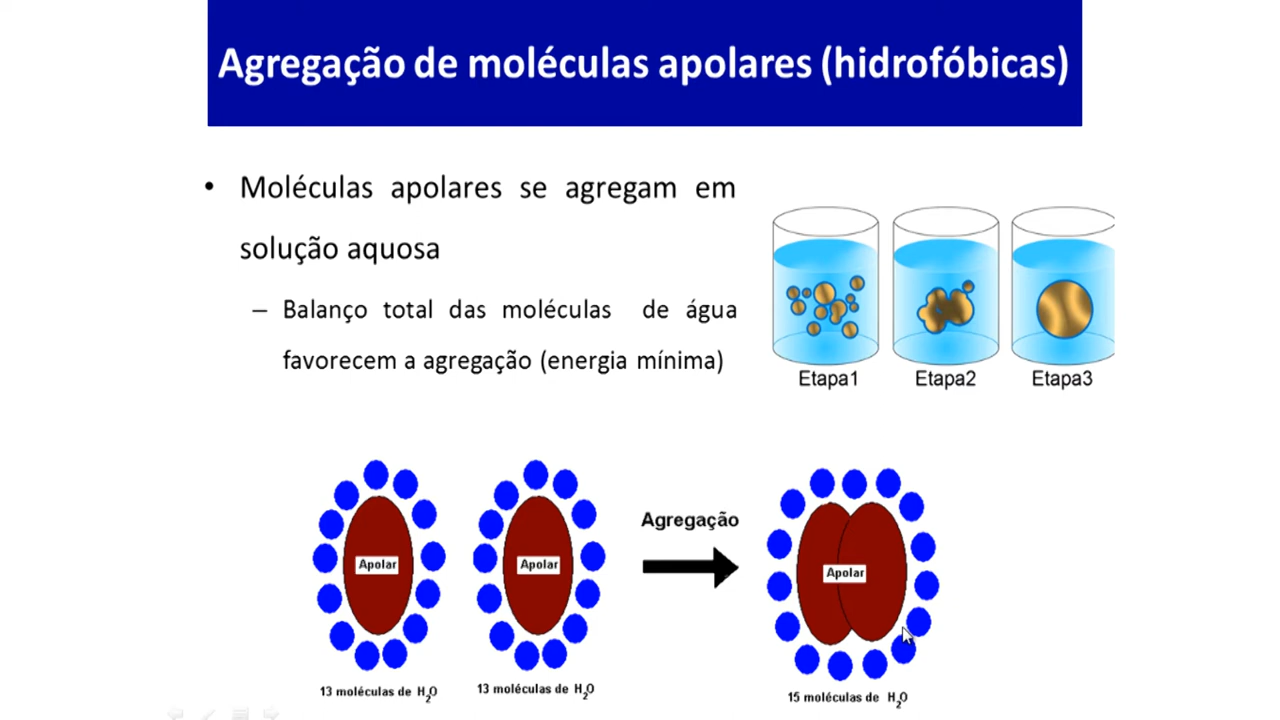 Agregação de moléculas apolares (hidrofóbicas)
• Moléculas apolares se agregam em
solução aquosa
– Balanço total das moléculas de água
favorecem a agregação (energia mínima)
Etapa1
Etapa2
Etapa3
Apolar
Apolar
Agregação
Apolar
13 moléculas de H₂O
13 moléculas de H₂O
15 moléculas de H₂O